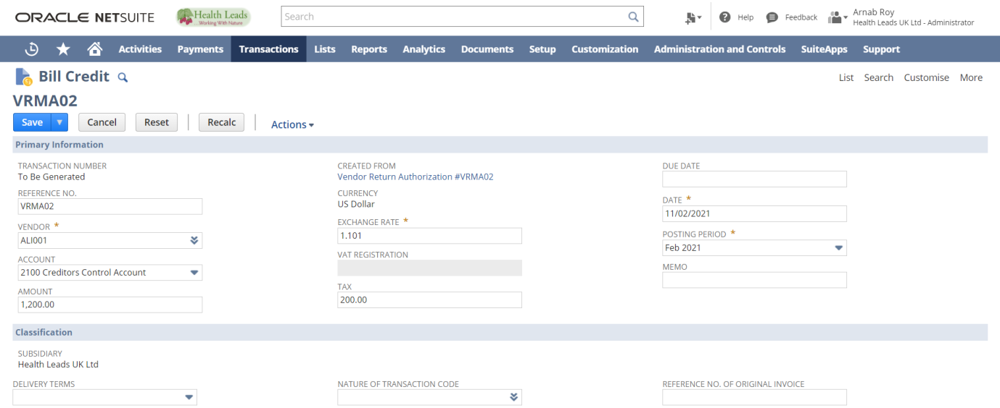 ORACLE NETSUITE
Health Leads
...Working With Nature
Search
Help
Feedback
Arnab Roy
Health Leads UK Ltd - Administrator
Activities Payments Transactions Lists Reports Analytics Documents Setup Customization Administration and Controls SuiteApps Support
Bill Credit
List Search Customise More
VRMA02
Save Cancel Reset Recalc Actions
Primary Information
TRANSACTION NUMBER
To Be Generated
REFERENCE NO.
VRMA02
VENDOR *
ALI001
ACCOUNT
2100 Creditors Control Account
AMOUNT
1,200.00
CREATED FROM
Vendor Return Authorization #VRMA02
CURRENCY
US Dollar
EXCHANGE RATE *
1.101
VAT REGISTRATION
TAX
200.00
DUE DATE
DATE *
11/02/2021
POSTING PERIOD *
Feb 2021
MEMO
Classification
SUBSIDIARY
Health Leads UK Ltd
DELIVERY TERMS
NATURE OF TRANSACTION CODE
REFERENCE NO. OF ORIGINAL INVOICE